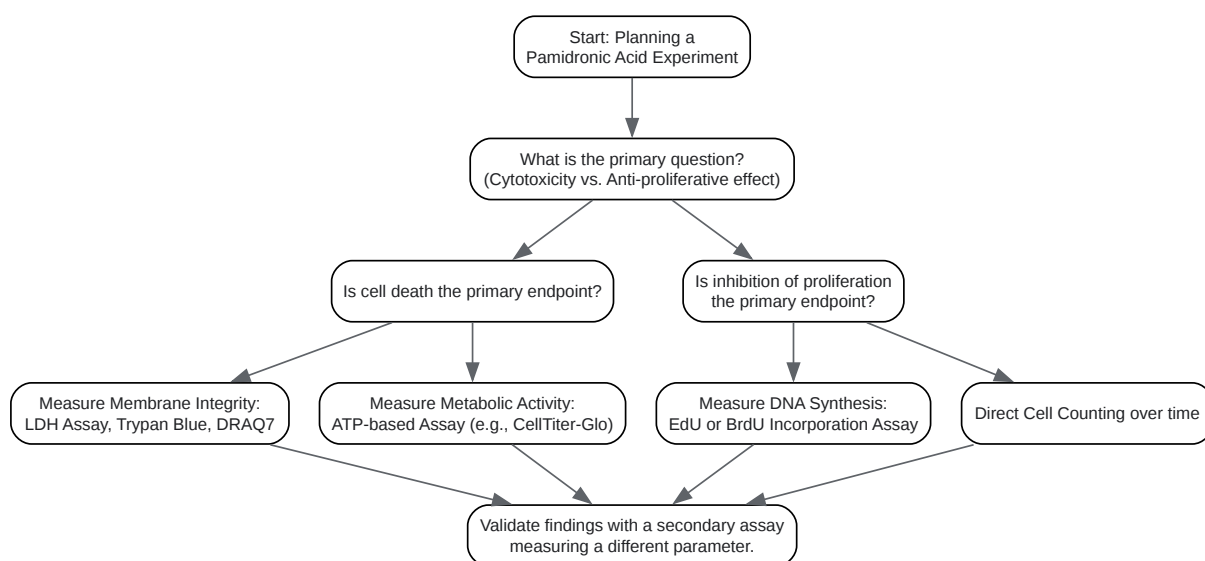 Start: Planning a
Pamidronic Acid Experiment
What is the primary question?
(Cytotoxicity vs. Anti-proliferative effect)
Is cell death the primary endpoint?
Is inhibition of proliferation
the primary endpoint?
Measure Membrane Integrity:
LDH Assay, Trypan Blue, DRAQ7
Measure Metabolic Activity:
ATP-based Assay (e.g., CellTiter-Glo)
Measure DNA Synthesis:
EdU or BrdU Incorporation Assay
Direct Cell Counting over time
Validate findings with a secondary assay
measuring a different parameter.